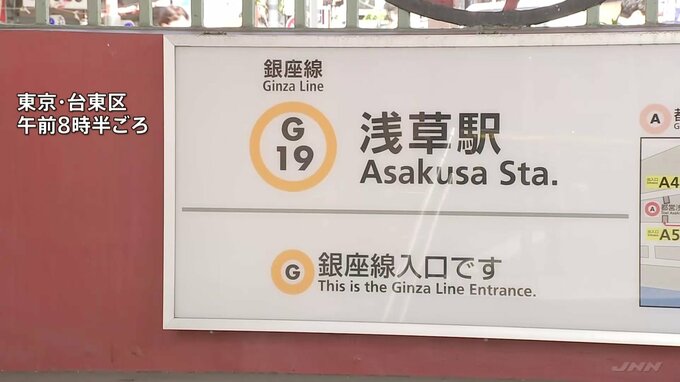 東京・台東区
午前8時半ごろ
銀座線
Ginza Line
G
19
浅草駅
Asakusa Sta.
G
銀座線入口です
This is the Ginza Line Entrance.
A
A4
A
A5
JNN